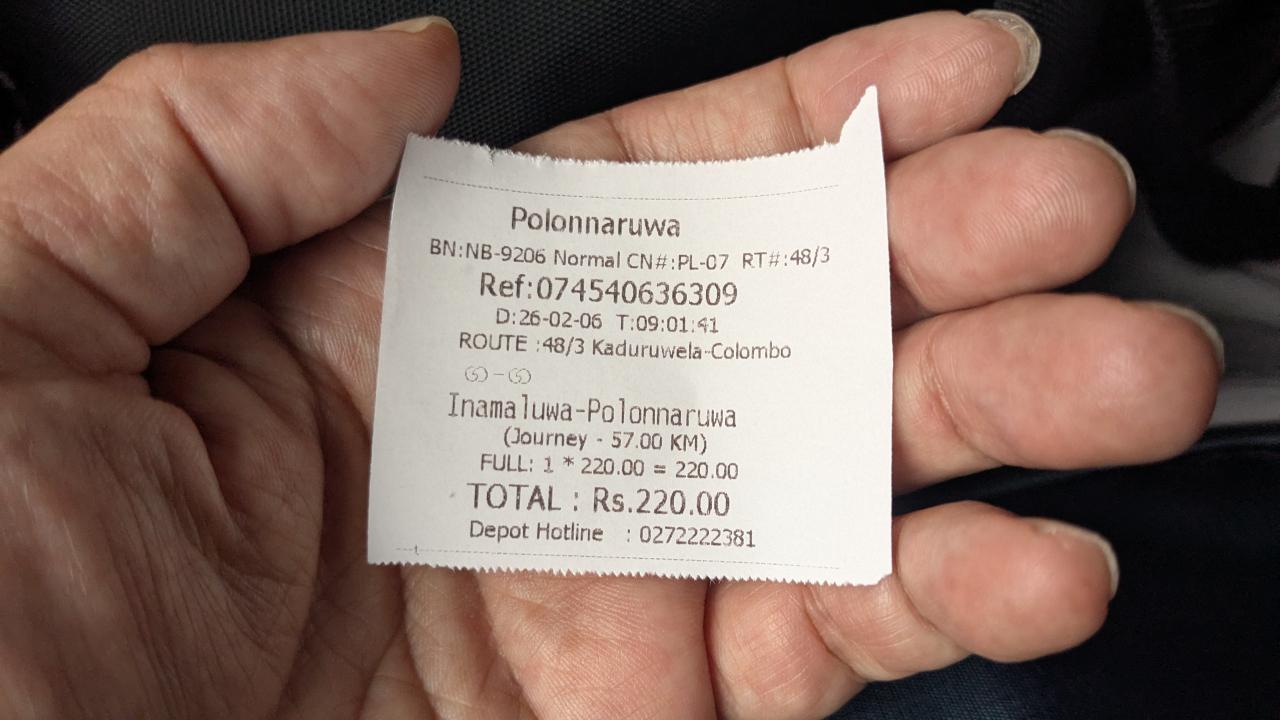 Polonnaruwa
BN:NB-9206 Normal CN#:PL-07 RT#:48/3
Ref:074540636309
D:26-02-06 T:09:01:41
ROUTE :48/3 Kaduruwela-Colombo
Inamaluwa-Polonnaruwa
(Journey - 57.00 KM)
FULL: 1 * 220.00 = 220.00
TOTAL : Rs.220.00
Depot Hotline : 0272222381